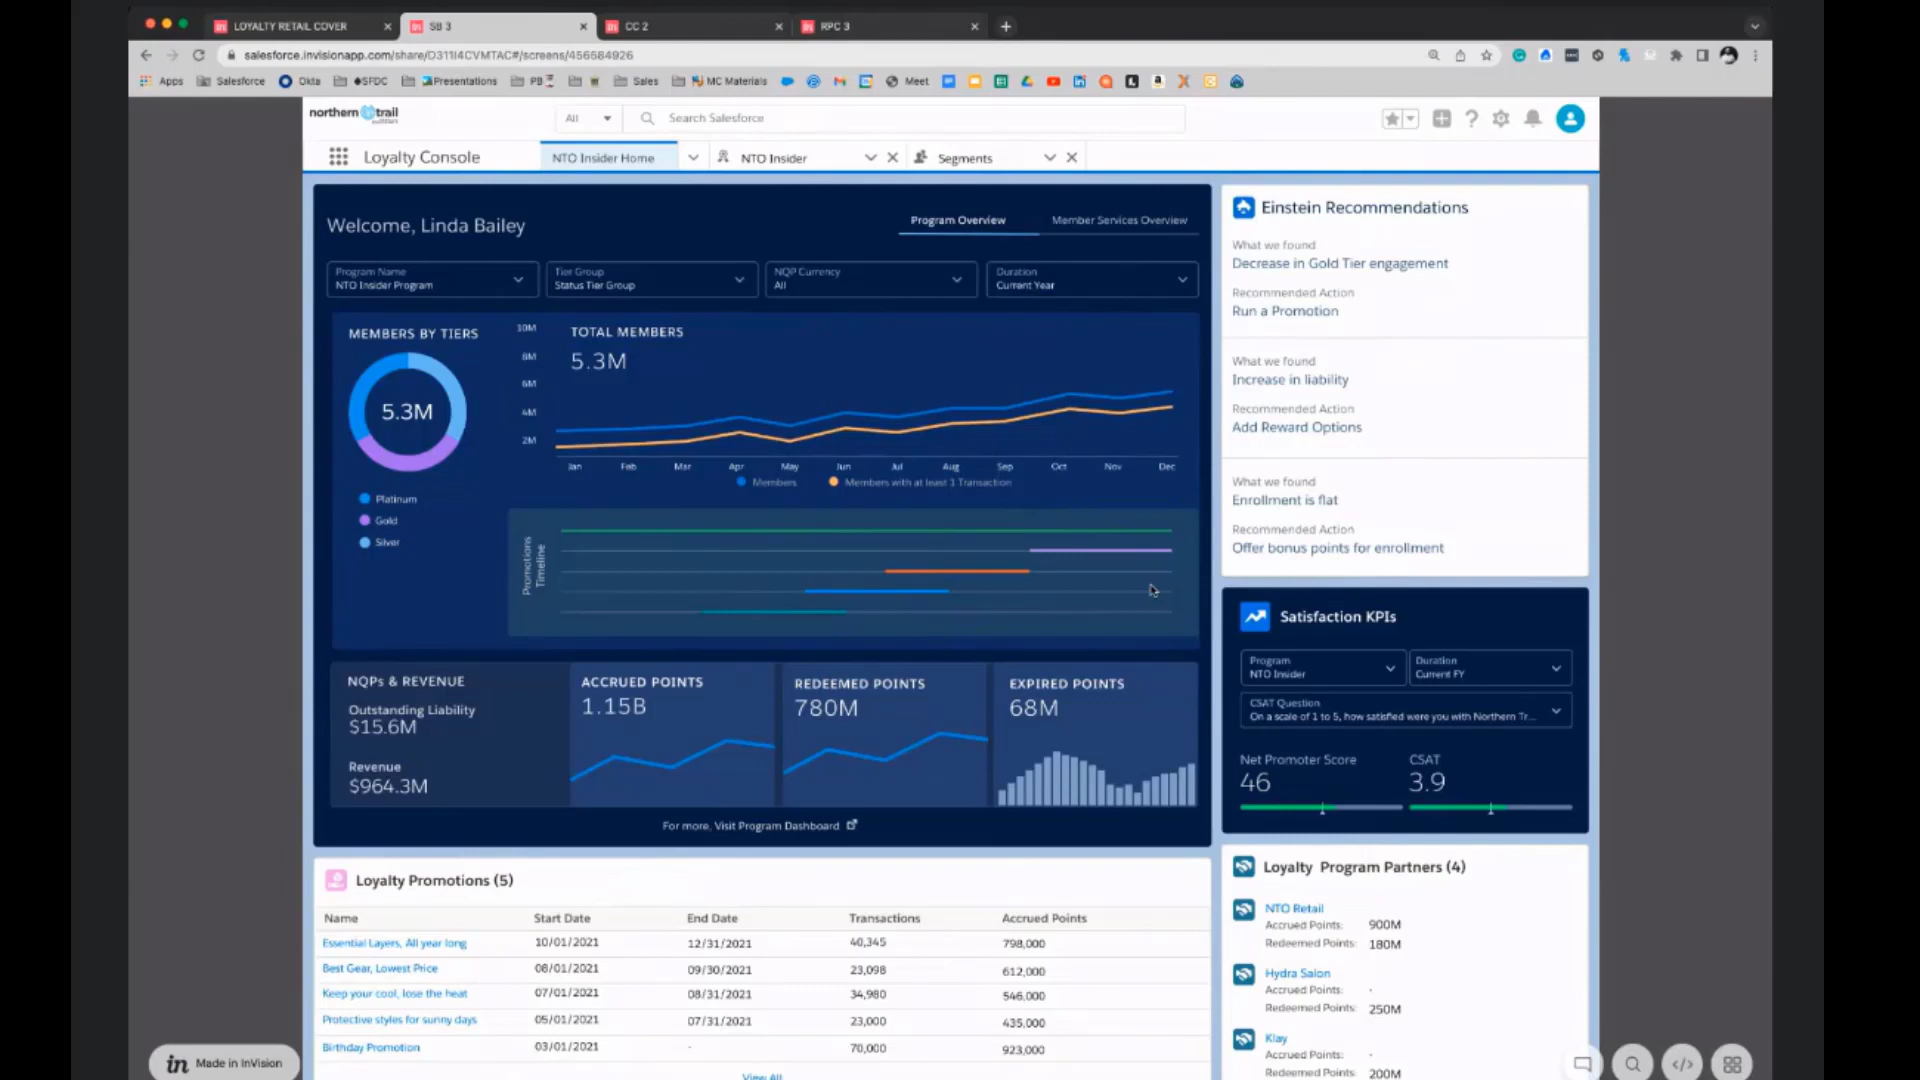 LOYALTY RETAIL COVER
SB 3
CC 2
RPC 3
salesforce.invisionapp.com/share/D311I4CVMTAC#/screens/456584926
Apps
Salesforce
Okta
SFDC
Presentations
PB
Sales
MC Materials
Meet
northern trail
All
Search Salesforce
Loyalty Console
NTO Insider Home
NTO Insider
Segments
Welcome, Linda Bailey
Program Overview
Member Services Overview
Program Name
NTO Insider Program
Tier Group
Status Tier Group
NQP Currency
All
Duration
Current Year
MEMBERS BY TIERS
5.3M
Platinum
Gold
Silver
TOTAL MEMBERS
5.3M
10M
8M
6M
4M
2M
Jan Feb Mar Apr May Jun Jul Aug Sep Oct Nov Dec
Members
Members with at least 1 Transaction
Promotions
Timeline
NQPs & REVENUE
Outstanding Liability
$15.6M
Revenue
$964.3M
ACCRUED POINTS
1.15B
REDEEMED POINTS
780M
EXPIRED POINTS
68M
For more, Visit Program Dashboard
Loyalty Promotions (5)
Name Start Date End Date Transactions Accrued Points
Essential Layers, All year long 10/01/2021 12/31/2021 40,345 798,000
Best Gear, Lowest Price 08/01/2021 09/30/2021 23,098 612,000
Keep your cool, lose the heat 07/01/2021 08/31/2021 34,980 546,000
Protective styles for sunny days 05/01/2021 07/31/2021 23,000 435,000
Birthday Promotion 03/01/2021 - 70,000 923,000
View All
Einstein Recommendations
What we found
Decrease in Gold Tier engagement
Recommended Action
Run a Promotion
What we found
Increase in liability
Recommended Action
Add Reward Options
What we found
Enrollment is flat
Recommended Action
Offer bonus points for enrollment
Satisfaction KPIs
Program
NTO Insider
Duration
Current FY
CSAT Question
On a scale of 1 to 5, how satisfied were you with Northern Tr...
Net Promoter Score
46
CSAT
3.9
Loyalty Program Partners (4)
NTO Retail
Accrued Points: 900M
Redeemed Points: 180M
Hydra Salon
Accrued Points: -
Redeemed Points: 250M
Klay
Accrued Points: -
Redeemed Points: 200M
in Made in InVision